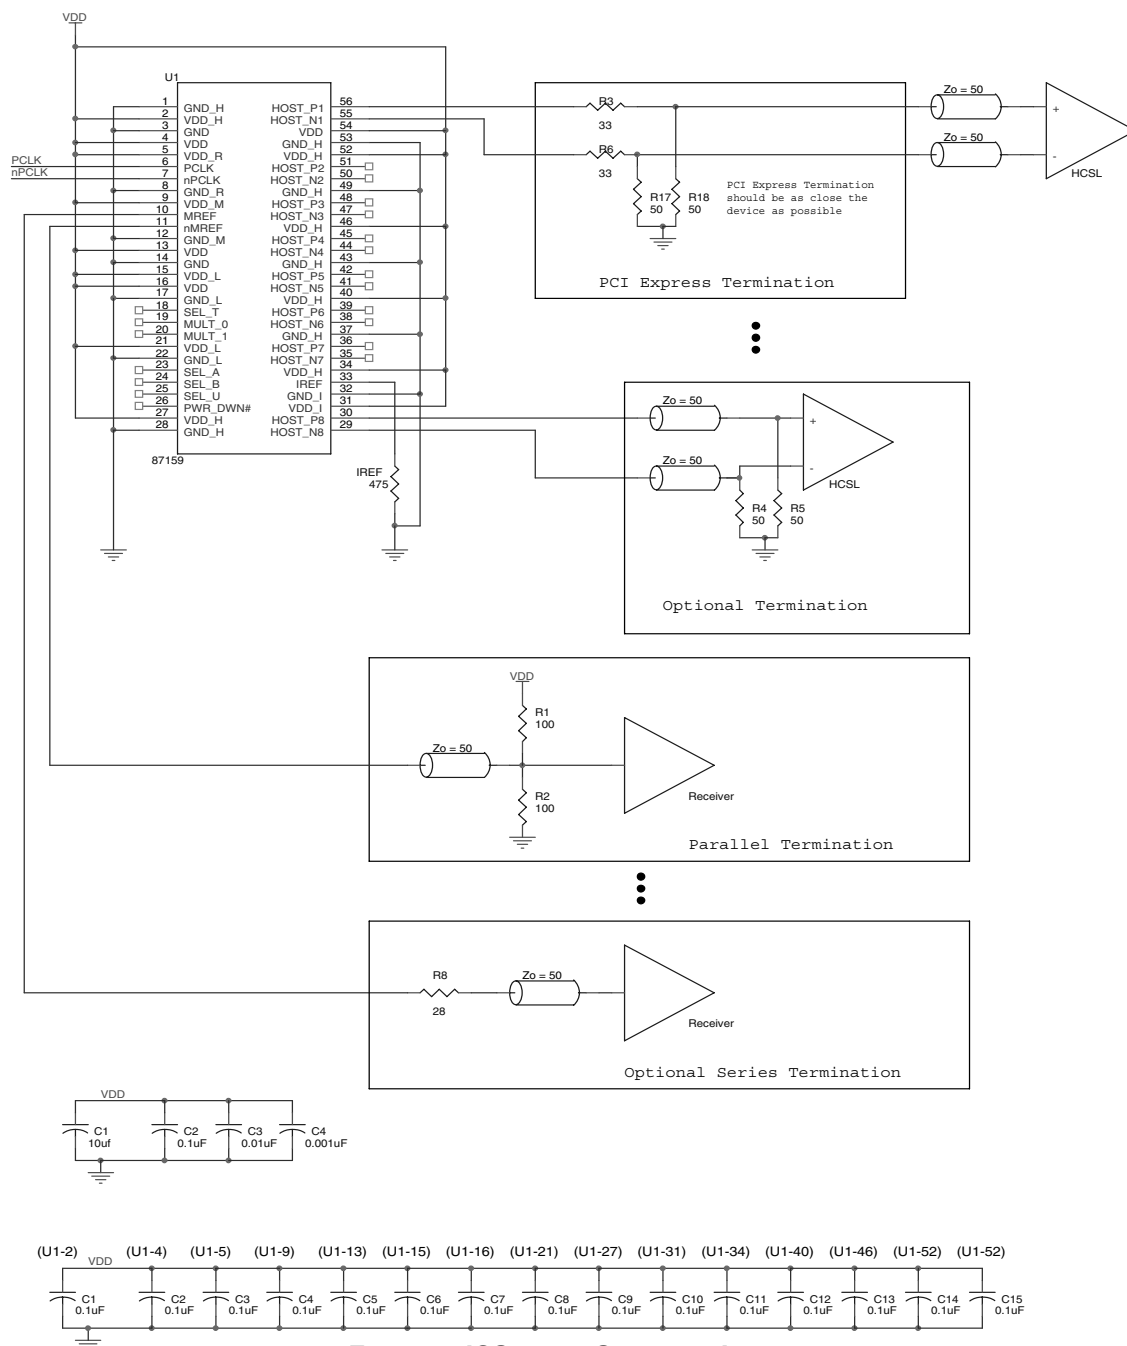 VDD
U1
1 GND_H HOST_P1 56
2 VDD_H HOST_N1 55
3 GND VDD 54
4 VDD GND_H 53
5 VDD_R VDD_H 52
PCLK 6 PCLK HOST_P2 51
nPCLK 7 nPCLK HOST_N2 50
8 GND_R GND_H 49
9 VDD_M HOST_P3 48
10 MREF HOST_N3 47
11 nMREF VDD_H 46
12 GND_M HOST_P4 45
13 VDD HOST_N4 44
14 GND GND_H 43
15 VDD_L HOST_P5 42
16 VDD HOST_N5 41
17 GND_L VDD_H 40
18 SEL_T HOST_P6 39
19 MULT_0 HOST_N6 38
20 MULT_1 GND_H 37
21 VDD_L HOST_P7 36
22 GND_L HOST_N7 35
23 SEL_A VDD_H 34
24 SEL_B IREF 33
25 SEL_U GND_I 32
26 PWR_DWN# VDD_I 31
27 VDD_H HOST_P8 30
28 GND_H HOST_N8 29
87159
IREF
475
R3
33
R6
33
R17
50
R18
50
PCI Express Termination
should be as close the
device as possible
PCI Express Termination
Zo = 50
Zo = 50
+
-
HCSL
Zo = 50
Zo = 50
+
-
HCSL
R4
50
R5
50
Optional Termination
VDD
R1
100
Zo = 50
R2
100
Receiver
Parallel Termination
R8
28
Zo = 50
Receiver
Optional Series Termination
VDD
C1
10uf
C2
0.1uF
C3
0.01uF
C4
0.001uF
(U1-2) (U1-4) (U1-5) (U1-9) (U1-13) (U1-15) (U1-16) (U1-21) (U1-27) (U1-31) (U1-34) (U1-40) (U1-46) (U1-52) (U1-52)
VDD
C1 C2 C3 C4 C5 C6 C7 C8 C9 C10 C11 C12 C13 C14 C15
0.1uF 0.1uF 0.1uF 0.1uF 0.1uF 0.1uF 0.1uF 0.1uF 0.1uF 0.1uF 0.1uF 0.1uF 0.1uF 0.1uF 0.1uF